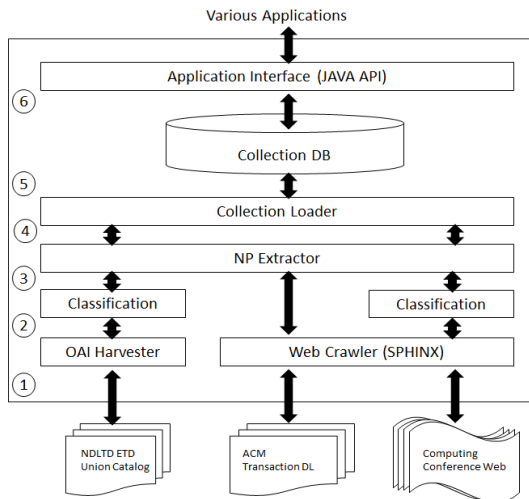 Various Applications
Application Interface (JAVA API)
6
Collection DB
5
Collection Loader
4
NP Extractor
3
Classification
Classification
2
OAI Harvester
Web Crawler (SPHINX)
1
NDLTD ETD
Union Catalog
ACM
Transaction DL
Computing
Conference Web